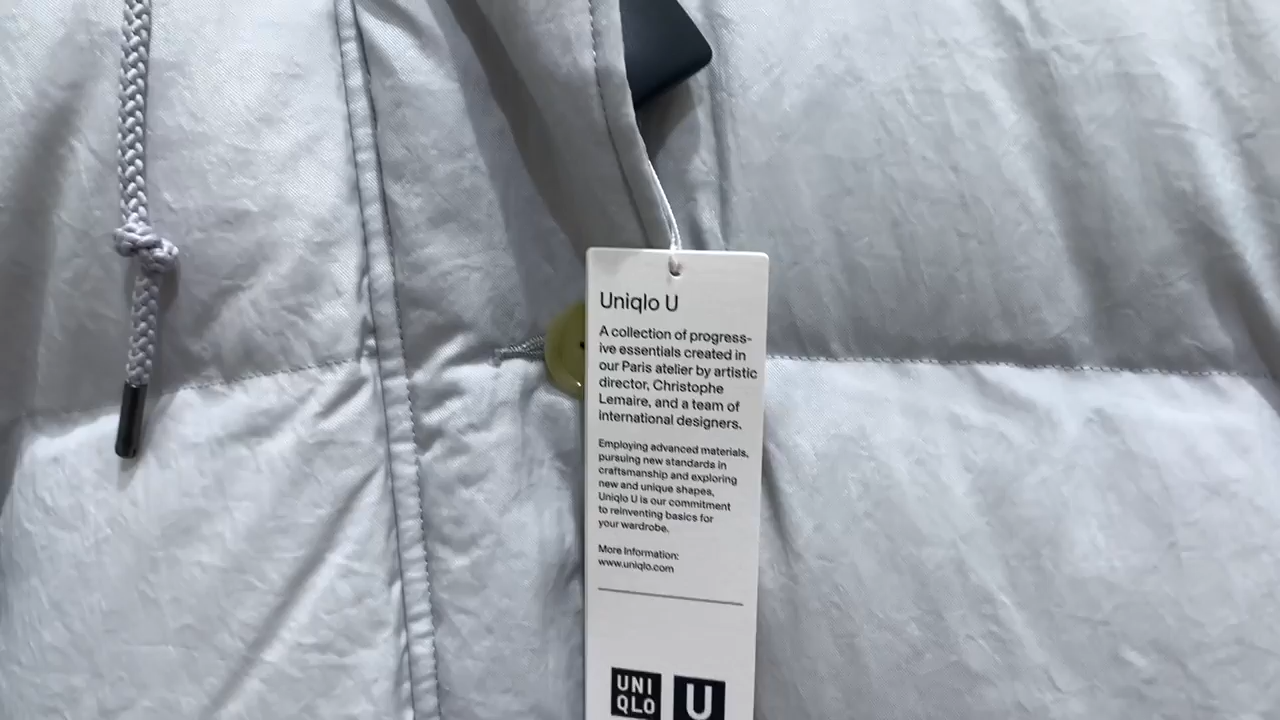 Uniqlo U
A collection of progress-
ive essentials created in
our Paris atelier by artistic
director, Christophe
Lemaire, and a team of
international designers.
Employing advanced materials,
pursuing new standards in
craftsmanship and exploring
new and unique shapes,
Uniqlo U is our commitment
to reinventing basics for
your wardrobe.
More Information:
www.uniqlo.com
UNI
QLO
U